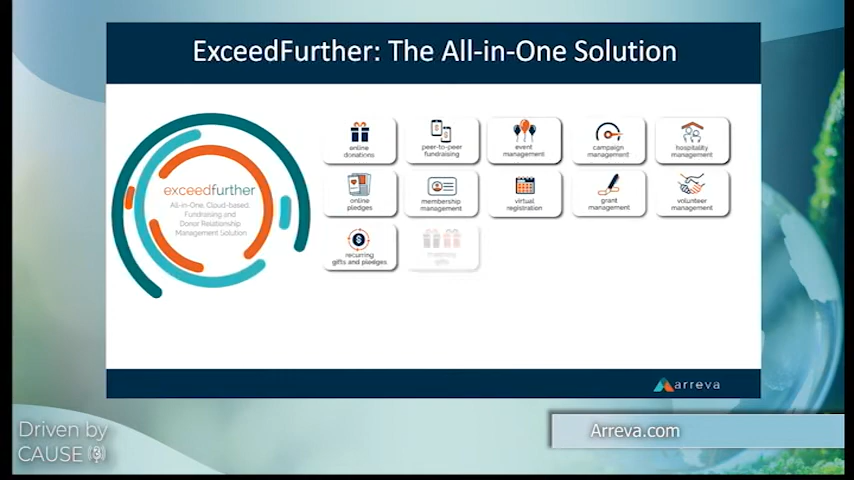 ExceedFurther: The All-in-One Solution
exceedfurther
All-in-One, Cloud-based,
Fundraising and
Donor Relationship
Management Solution
online
donations
peer-to-peer
fundraising
event
management
campaign
management
hospitality
management
online
pledges
membership
management
virtual
registration
grant
management
volunteer
management
recurring
gifts and pledges
matching
gifts
arreva
Driven by
CAUSE
Arreva.com